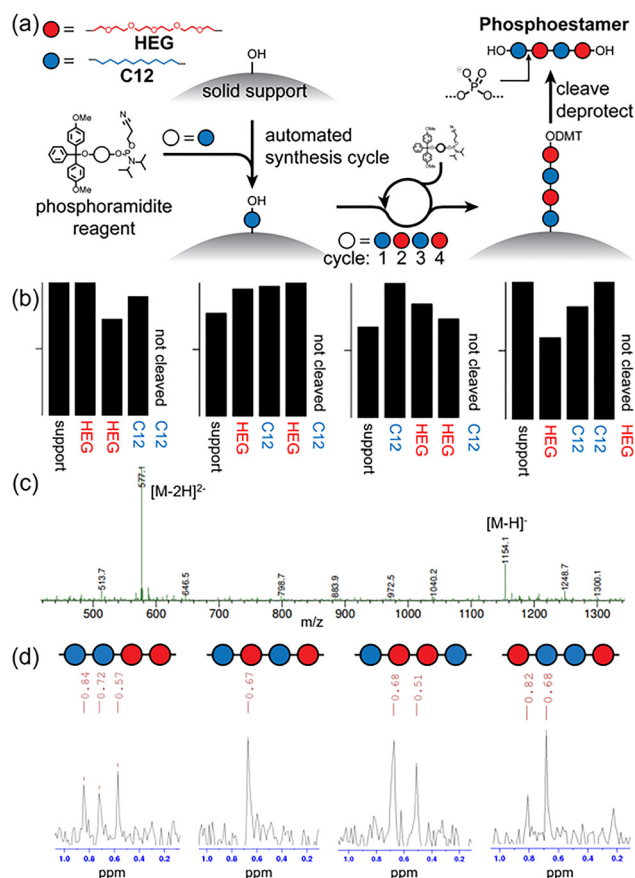 (a)
= HEG
= C12
OH
solid support
Phosphoestamer
HO
OH
cleave
deprotect
OMe
OMe
phosphoramidite
reagent
=
automated
synthesis cycle
OH
=
cycle: 1 2 3 4
ODMT
(b)
support HEG HEG C12 C12 not cleaved
support HEG C12 HEG C12 not cleaved
support C12 HEG HEG C12 not cleaved
support HEG C12 C12 HEG not cleaved
(c)
577.1
[M-2H]2-
[M-H]-
1154.1
513.7
646.5
798.7
883.9
972.5
1040.2
1248.7
1300.1
500 600 700 800 900 1000 1100 1200 1300
m/z
(d)
0.84 0.72 0.57
0.67
0.68 0.51
0.82 0.68
1.0 0.8 0.6 0.4 0.2
1.0 0.8 0.6 0.4 0.2
1.0 0.8 0.6 0.4 0.2
1.0 0.8 0.6 0.4 0.2
ppm ppm ppm ppm